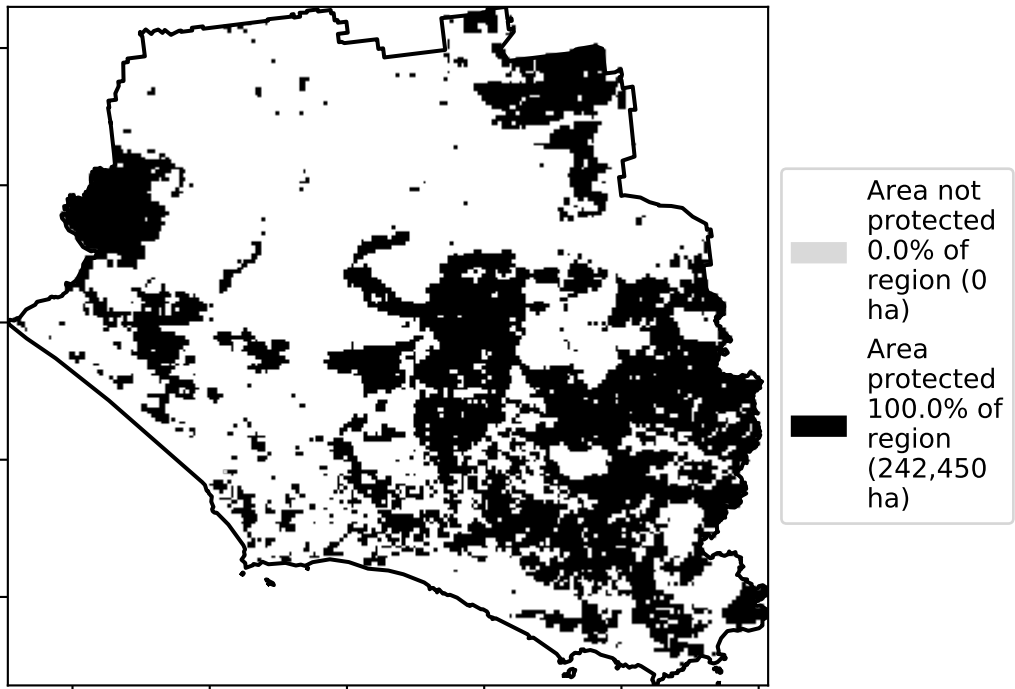 Area not
protected
0.0% of
region (0
ha)
Area
protected
100.0% of
region
(242,450
ha)